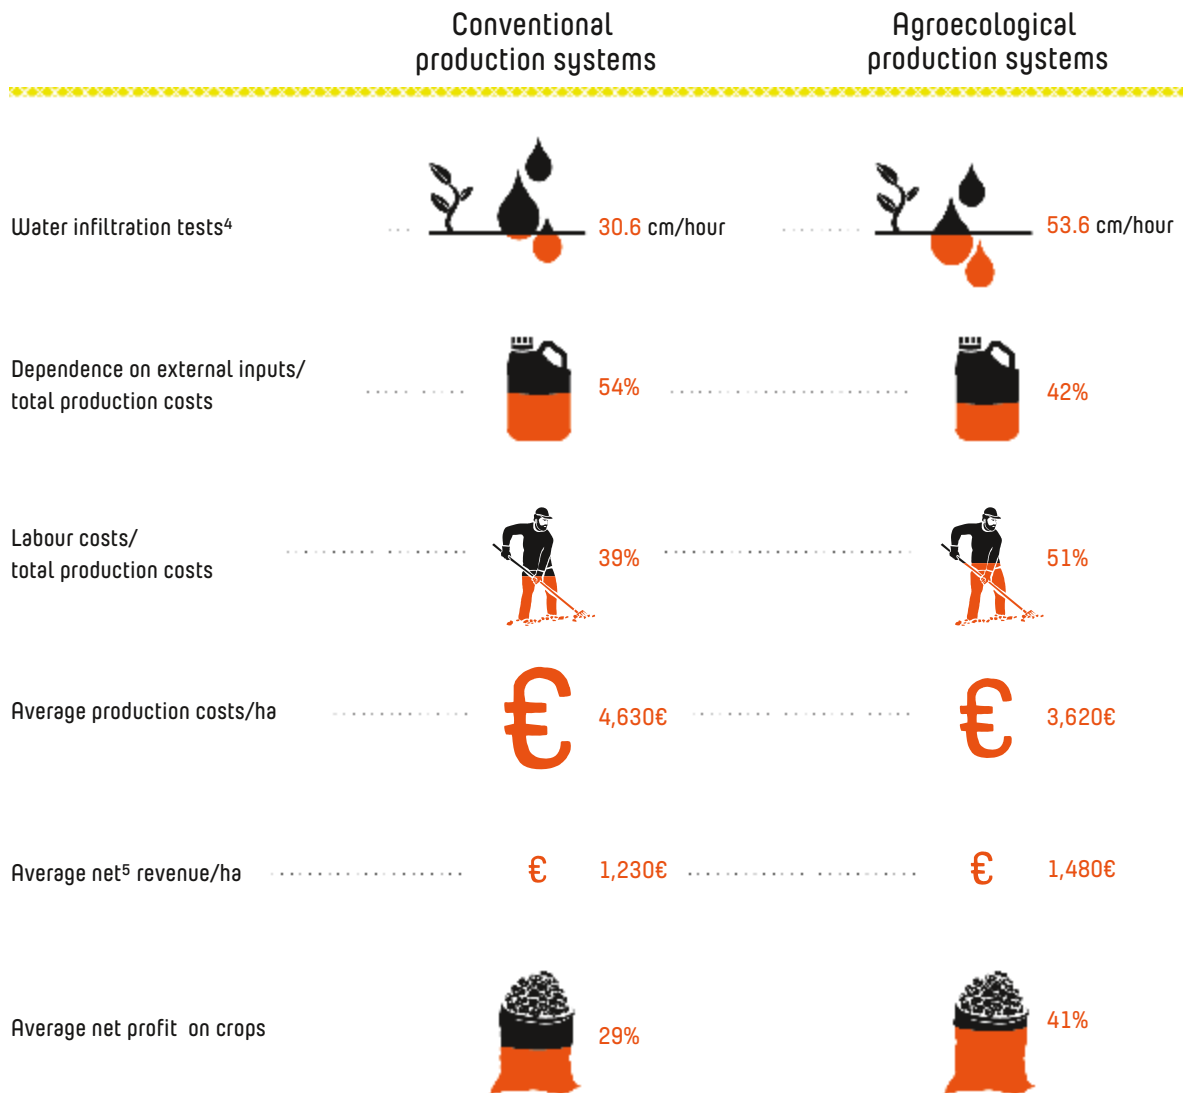 Conventional
production systems
Agroecological
production systems
Water infiltration tests⁴
30.6 cm/hour
53.6 cm/hour
Dependence on external inputs/
total production costs
54%
42%
Labour costs/
total production costs
39%
51%
Average production costs/ha
4,630€
3,620€
Average net⁵ revenue/ha
€
1,230€
€
1,480€
Average net profit on crops
29%
41%